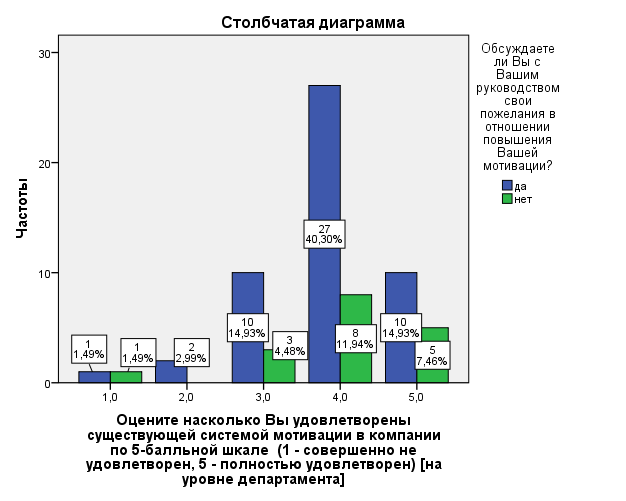 Столбчатая диаграмма
Обсуждаете
ли Вы с
Вашим
руководством
свои
пожелания в
отношении
повышения
Вашей
мотивации?
да
нет
Частоты
30
20
10
0
1
1,49%
1
1,49%
2
2,99%
10
14,93%
3
4,48%
27
40,30%
8
11,94%
10
14,93%
5
7,46%
1,0
2,0
3,0
4,0
5,0
Оцените насколько Вы удовлетворены
существующей системой мотивации в компании
по 5-балльной шкале (1 - совершенно не
удовлетворен, 5 - полностью удовлетворен) [на
уровне департамента]